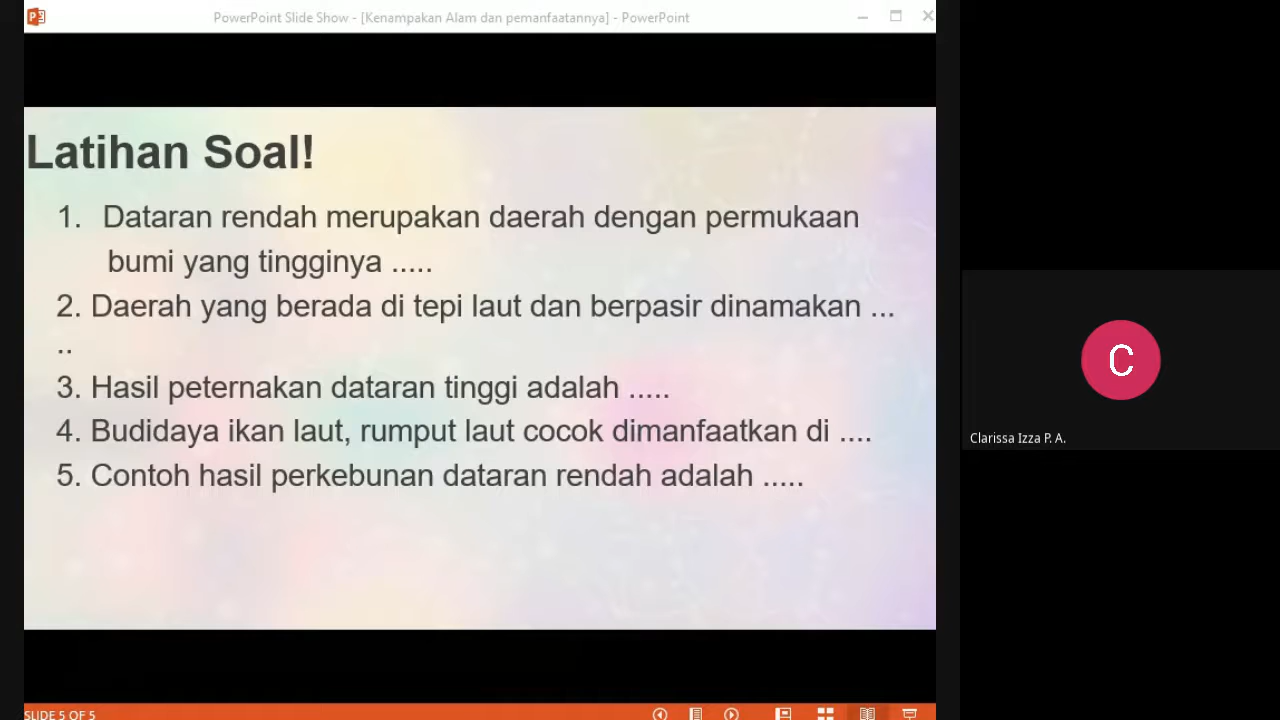 PowerPoint Slide Show - [Kenampakan Alam dan pemanfaatannya] - PowerPoint
Latihan Soal!
1. Dataran rendah merupakan daerah dengan permukaan
bumi yang tingginya .....
2. Daerah yang berada di tepi laut dan berpasir dinamakan ...
..
3. Hasil peternakan dataran tinggi adalah .....
4. Budidaya ikan laut, rumput laut cocok dimanfaatkan di ....
5. Contoh hasil perkebunan dataran rendah adalah .....
C
Clarissa Izza P. A.
SLIDE 5 OF 5